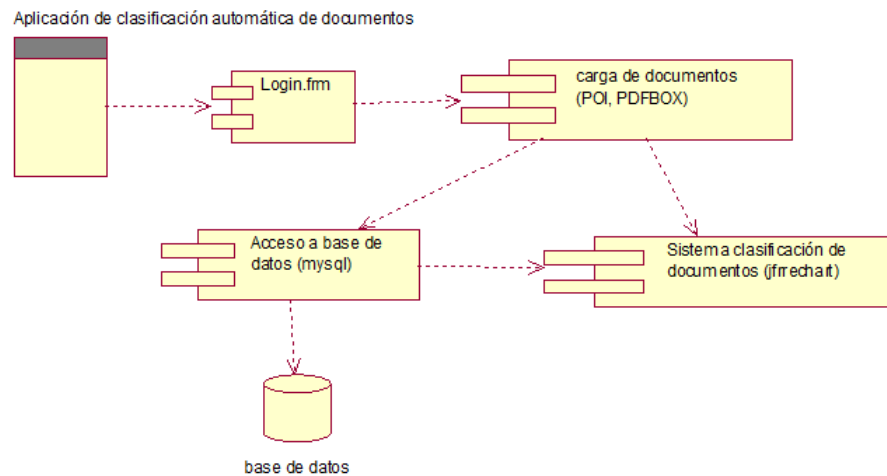 Aplicación de clasificación automática de documentos
Login.frm
carga de documentos
(POI, PDFBOX)
Acceso a base de
datos (mysql)
Sistema clasificación de
documentos (jfrrechart)
base de datos